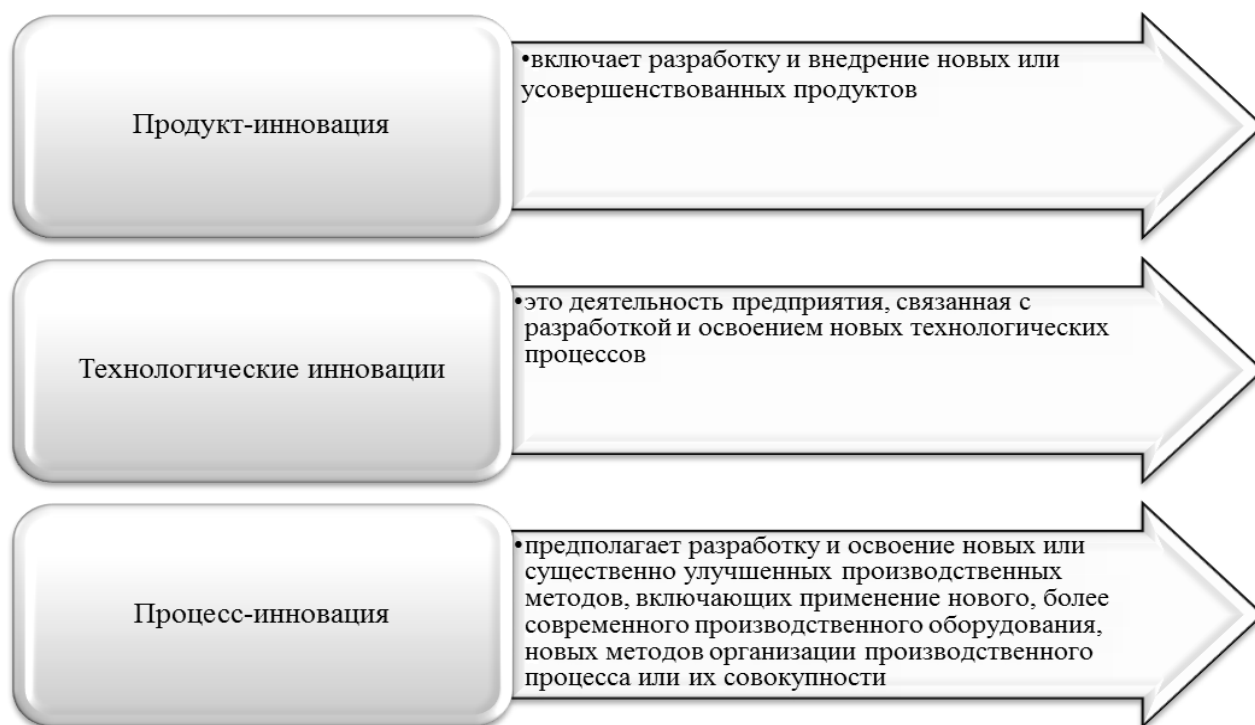 Продукт-инновация
•включает разработку и внедрение новых или
усовершенствованных продуктов
Технологические инновации
•это деятельность предприятия, связанная с
разработкой и освоением новых технологических
процессов
Процесс-инновация
•предполагает разработку и освоение новых или
существенно улучшенных производственных
методов, включающих применение нового, более
современного производственного оборудования,
новых методов организации производственного
процесса или их совокупности